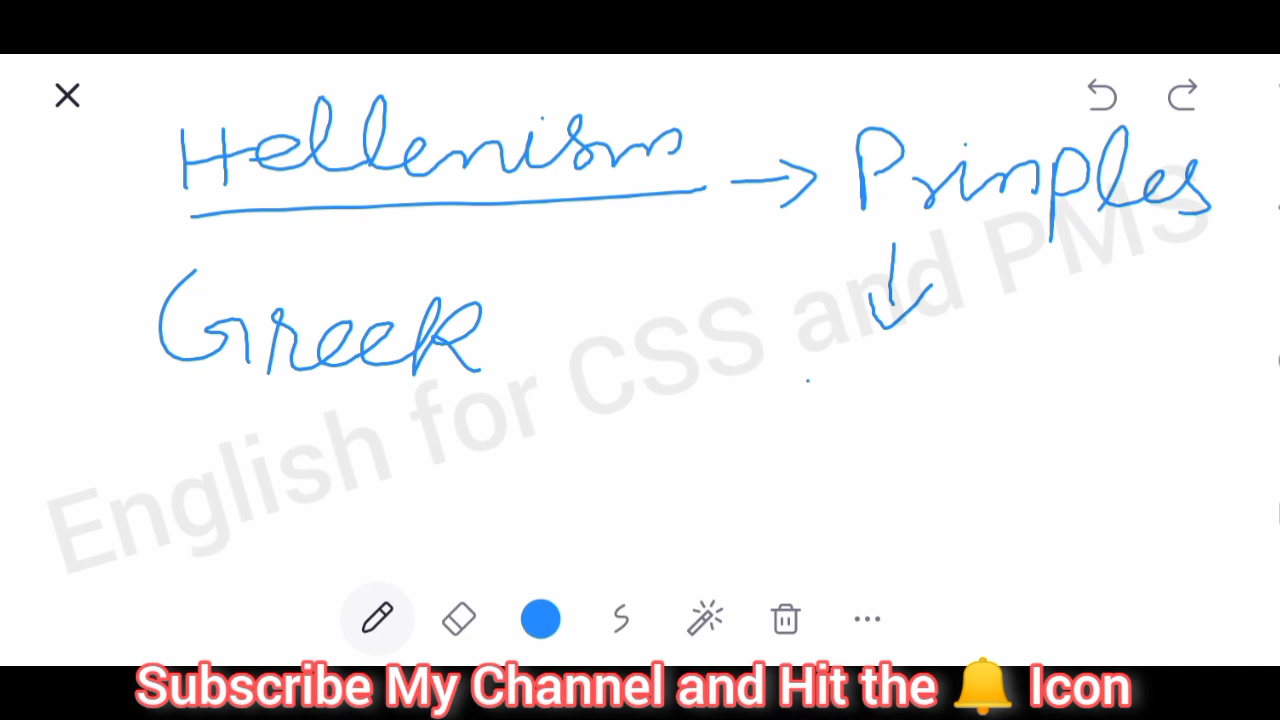 Hellenism → Prinples
↓
Greek
English for CSS and PMS
Subscribe My Channel and Hit the 🔔 Icon